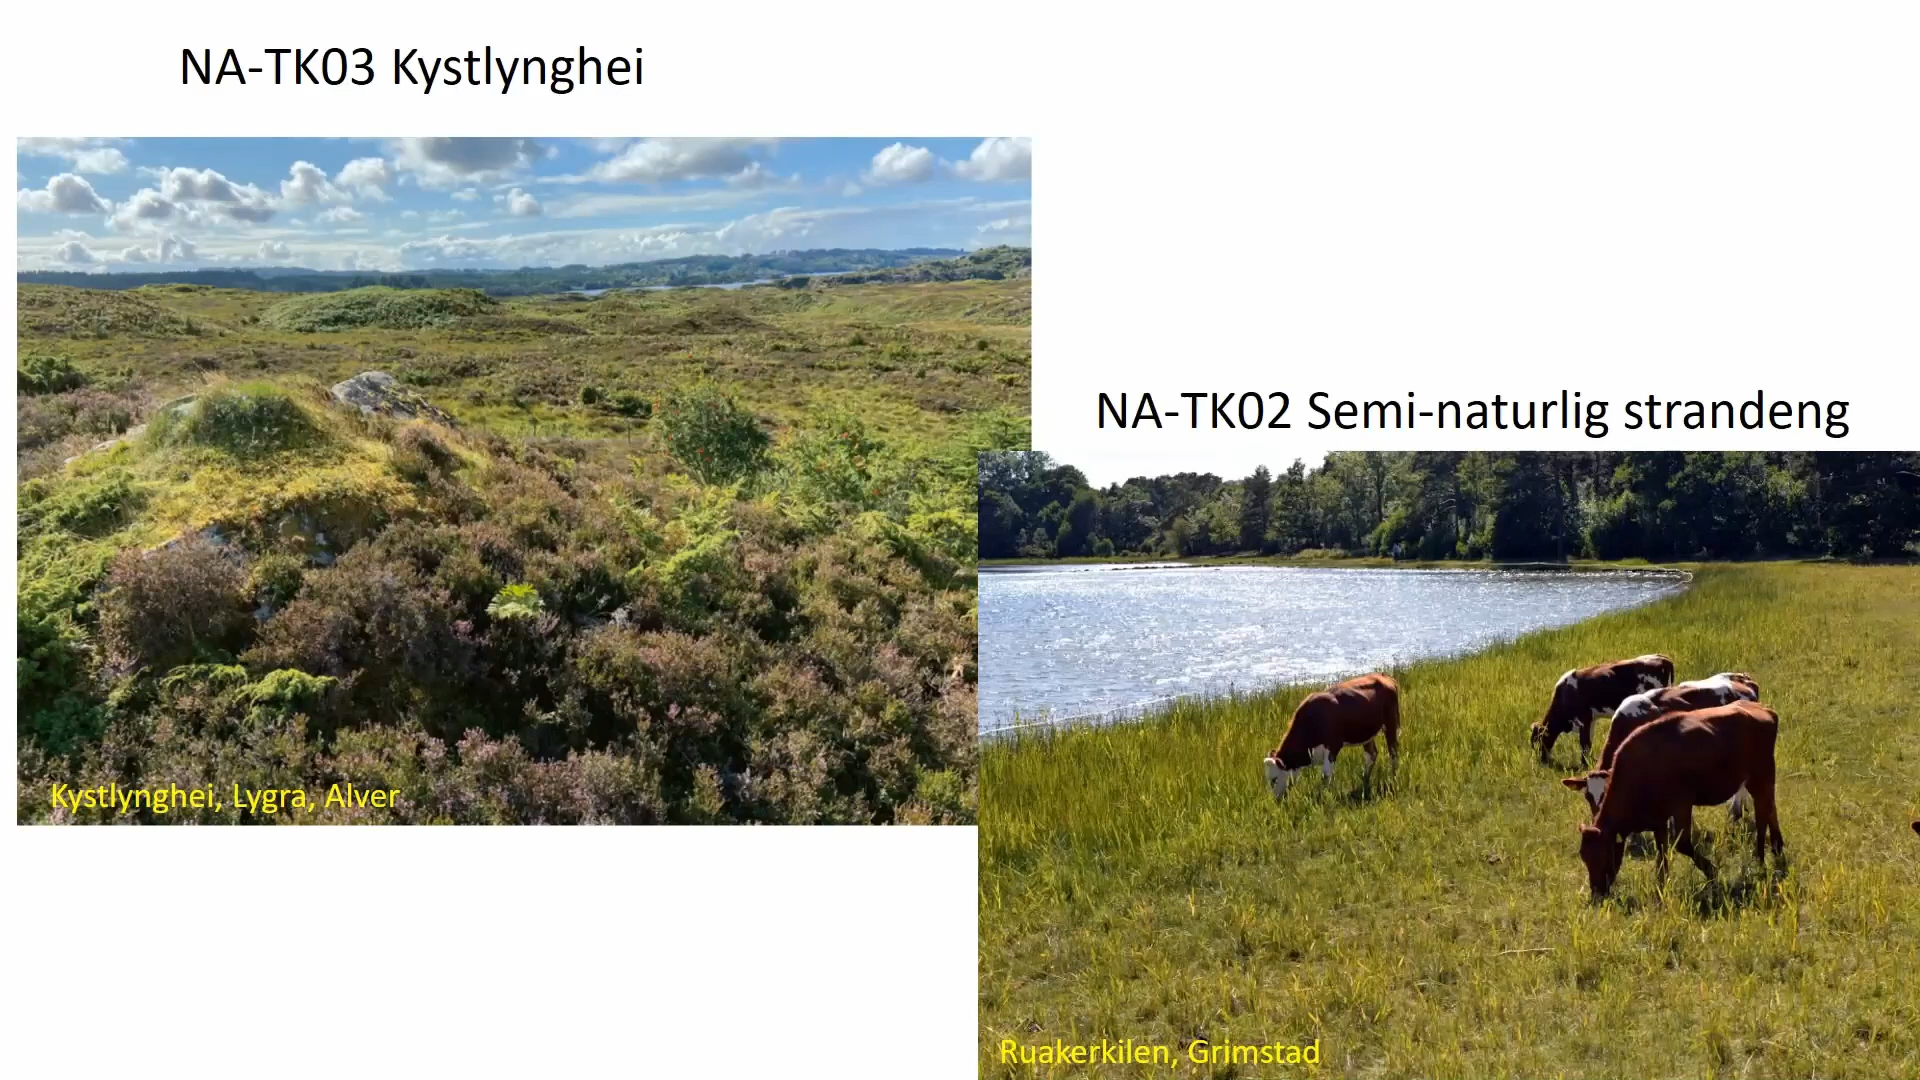 NA-TK03 Kystlynghei
NA-TK02 Semi-naturlig strandeng
Kystlynghei, Lygra, Alver
Ruakerkilen, Grimstad